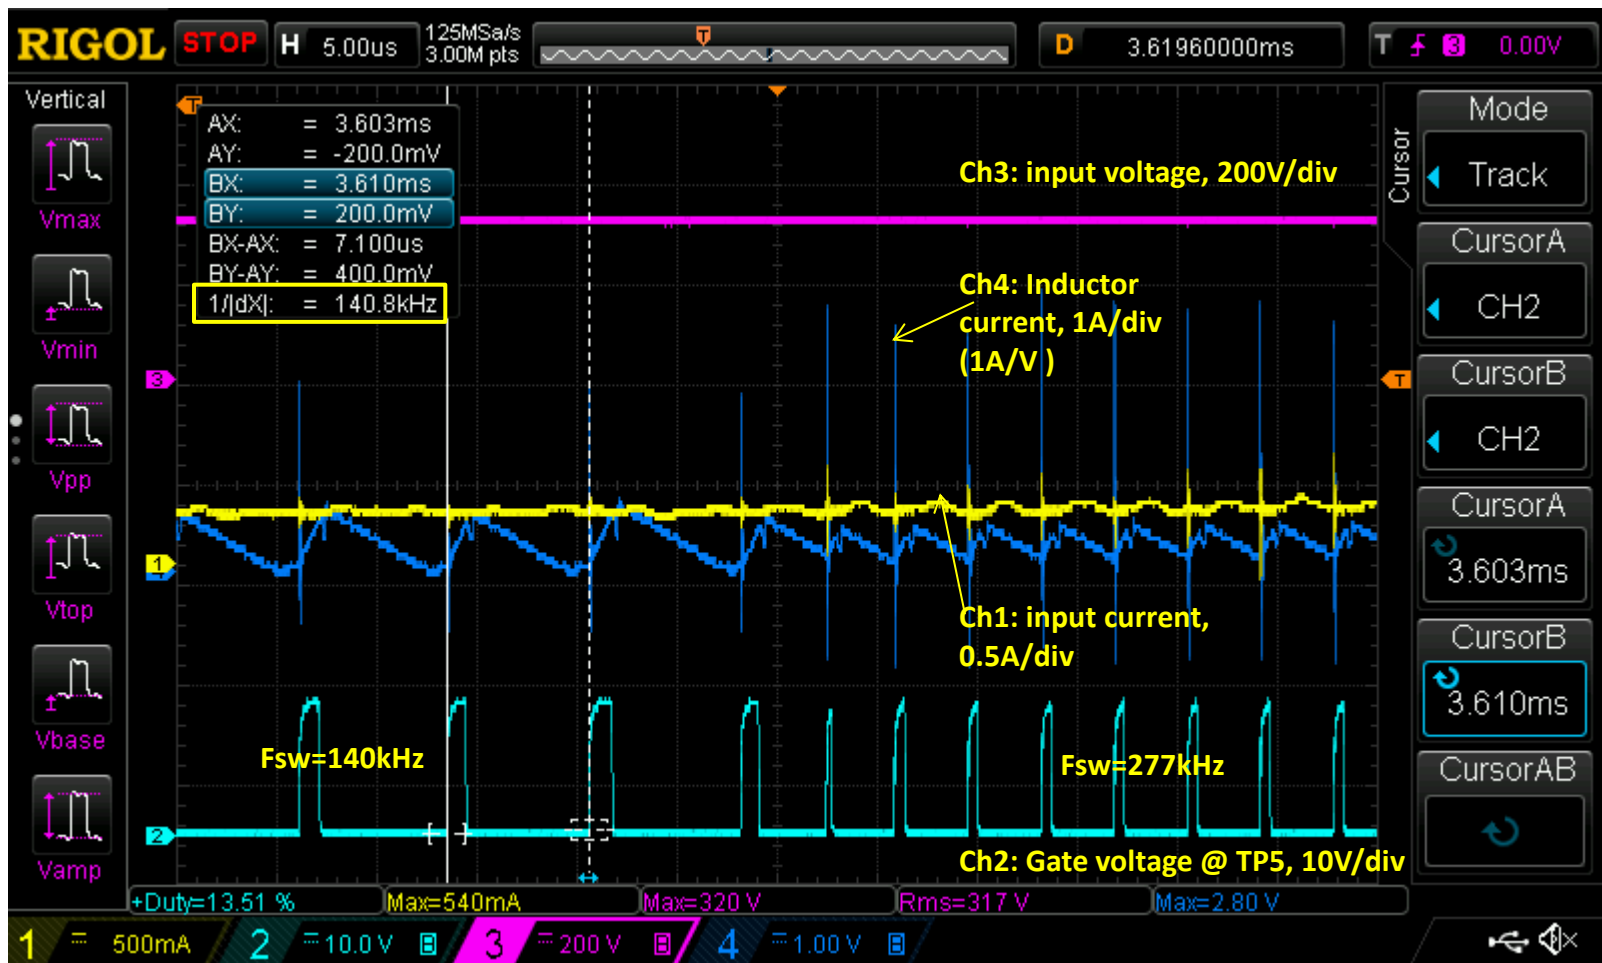 RIGOL STOP H 5.00us 125MSa/s
3.00M pts
T
D 3.61960000ms T 3 0.00V
Vertical
Vmax
Vmin
Vpp
Vtop
Vbase
Vamp
T
AX: = 3.603ms
AY: = -200.0mV
BX: = 3.610ms
BY: = 200.0mV
BX-AX: = 7.100us
BY-AY: = 400.0mV
1/|dX|: = 140.8kHz
Ch3: input voltage, 200V/div
Ch4: Inductor
current, 1A/div
(1A/V )
3
T
1
Ch1: input current,
0.5A/div
Fsw=140kHz
Fsw=277kHz
2
Ch2: Gate voltage @ TP5, 10V/div
Cursor
Mode
Track
CursorA
CH2
CursorB
CH2
CursorA
3.603ms
CursorB
3.610ms
CursorAB
+Duty=13.51 % Max=540mA Max=320 V Rms=317 V Max=2.80 V
1 = 500mA 2 = 10.0 V B 3 = 200 V B 4 = 1.00 V B